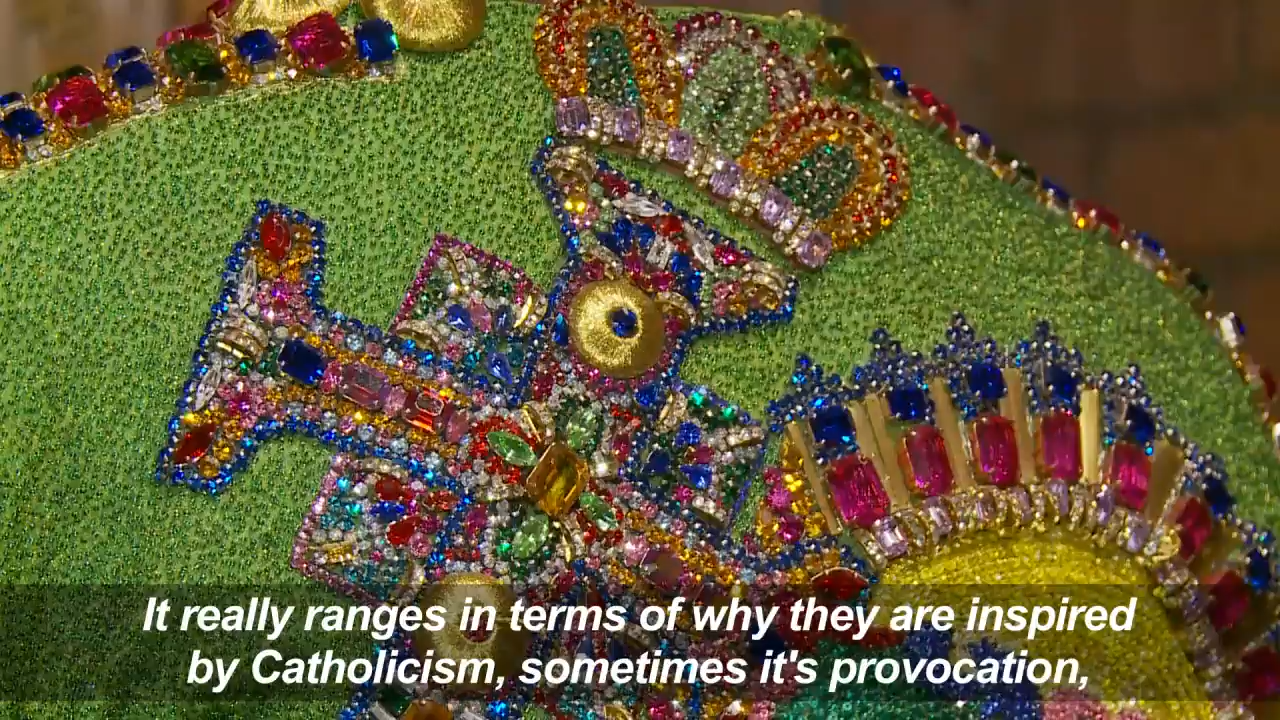 It really ranges in terms of why they are inspired
by Catholicism, sometimes it's provocation,